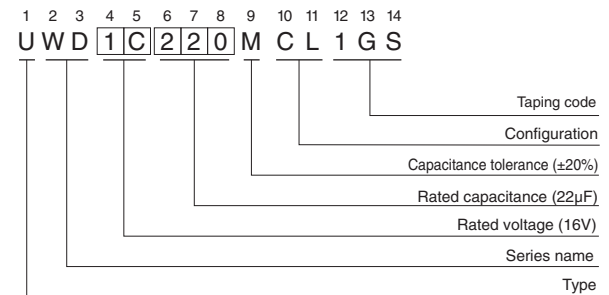 1 2 3 4 5 6 7 8 9 10 11 12 13 14
U W D 1 C 2 2 0 M C L 1 G S
Taping code
Configuration
Capacitance tolerance (±20%)
Rated capacitance (22µF)
Rated voltage (16V)
Series name
Type